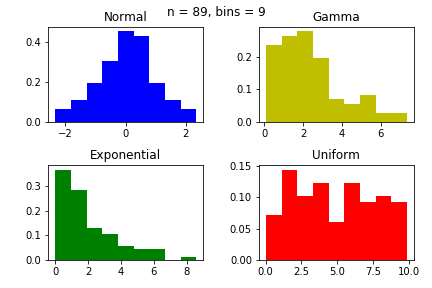 n = 89, bins = 9
Normal
Gamma
0.4
0.2
0.0
−2 0 2
0.2
0.1
0.0
0 2 4 6
Exponential
Uniform
0.3
0.2
0.1
0.0
0 2 4 6 8
0.15
0.10
0.05
0.00
0.0 2.5 5.0 7.5 10.0